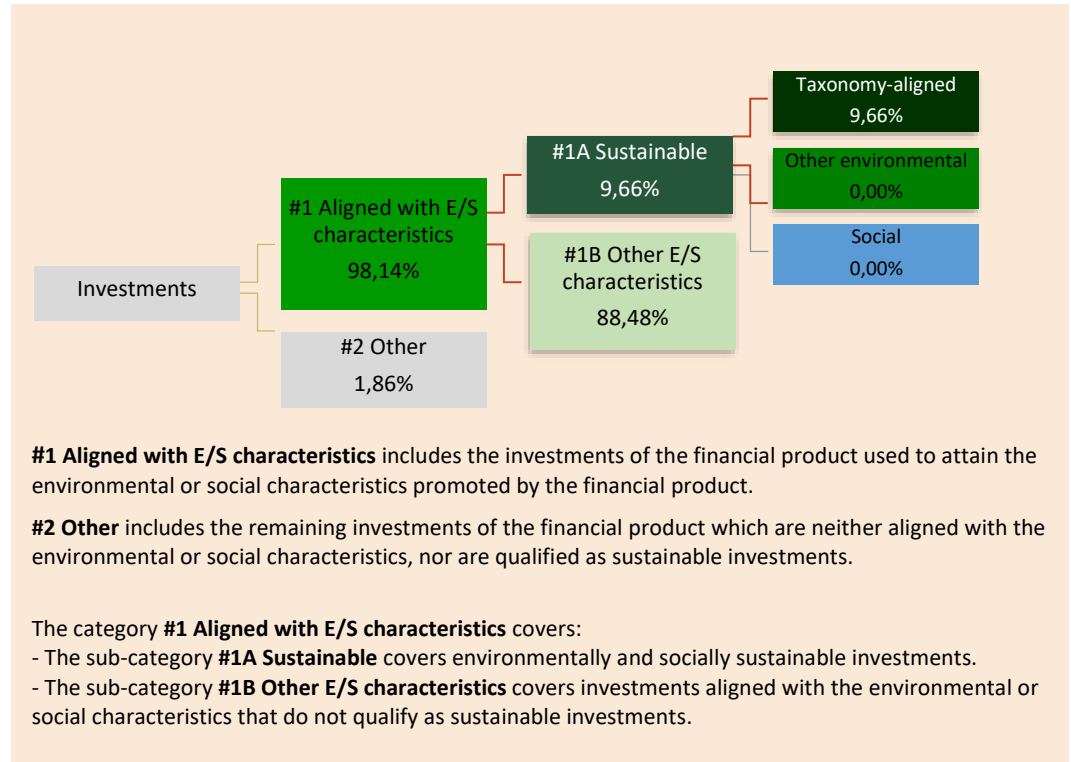 Investments
#1 Aligned with E/S
characteristics
98,14%
#2 Other
1,86%
#1A Sustainable
9,66%
#1B Other E/S
characteristics
88,48%
Taxonomy-aligned
9,66%
Other environmental
0,00%
Social
0,00%
#1 Aligned with E/S characteristics includes the investments of the financial product used to attain the
environmental or social characteristics promoted by the financial product.
#2 Other includes the remaining investments of the financial product which are neither aligned with the
environmental or social characteristics, nor are qualified as sustainable investments.
The category #1 Aligned with E/S characteristics covers:
- The sub-category #1A Sustainable covers environmentally and socially sustainable investments.
- The sub-category #1B Other E/S characteristics covers investments aligned with the environmental or
social characteristics that do not qualify as sustainable investments.